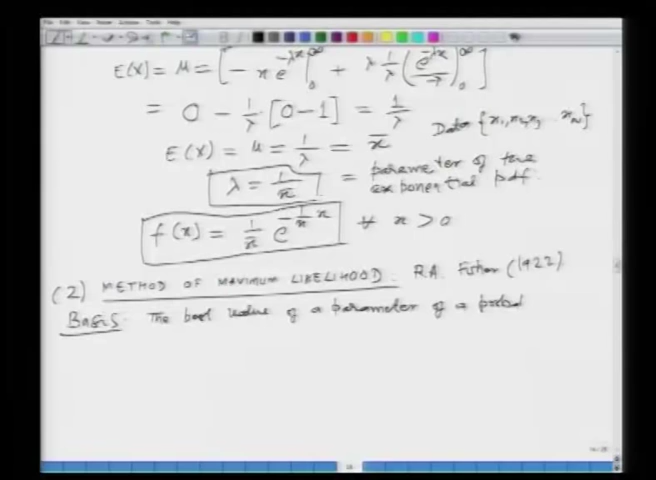 E(X) = μ = [ - x e^{-λx} |_0^∞ + λ 1/λ ( e^{-λx} / -λ )_0^∞ ]
= 0 - 1/λ [0-1] = 1/λ
Data {x1, x2, x3 .. xN}
E(X) = μ = 1/λ = x̄
λ = 1/x̄ = parameter of the
exponential pdf.
f(x) = 1/x̄ e^{-1/x̄ x} ∀ x > 0
(2) METHOD OF MAXIMUM LIKELIHOOD. R.A. Fisher (1922)
BASIS: The best value of a parameter of a probab